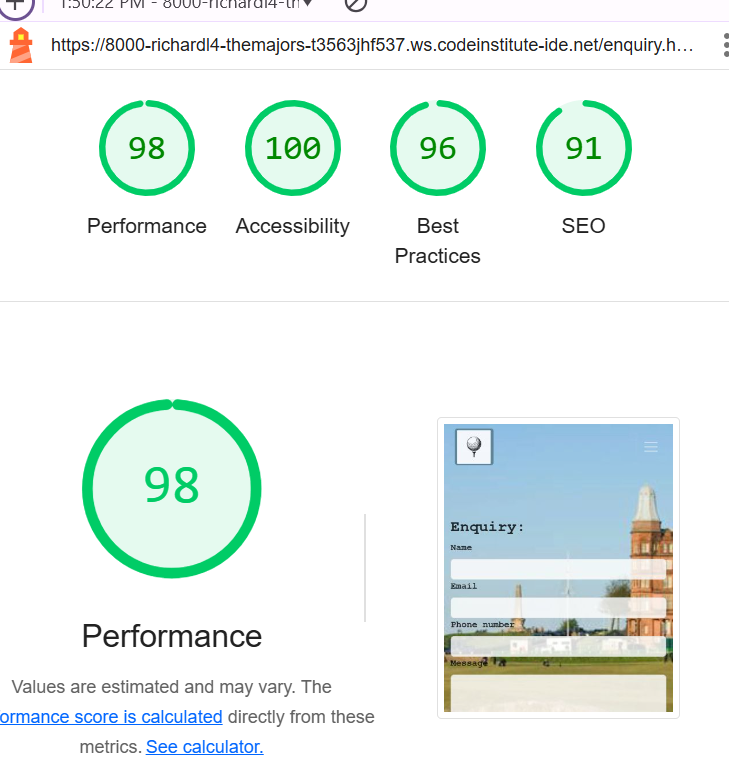 1:50:22 PM - 8000-richardl4-th
https://8000-richardl4-themajors-t3563jhf537.ws.codeinstitute-ide.net/enquiry.h…
98 100 96 91
Performance Accessibility Best Practices SEO
98
Enquiry:
Name
Email
Phone number
Message
Performance
Values are estimated and may vary. The
ormance score is calculated directly from these
metrics. See calculator.